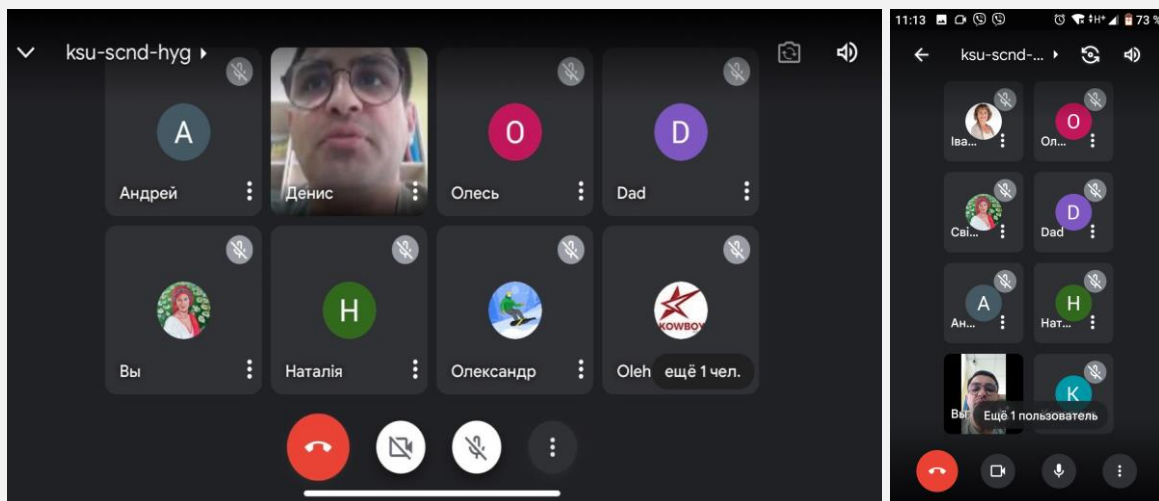 ksu-scnd-hyg
А
О
D
Андрей
Денис
Олесь
Dad
Н
KOWBOY
Вы
Наталія
Олександр
Oleh
ещё 1 чел.
11:13
H+
73 %
ksu-scnd-...
О
Іва...
Ол...
D
Сві...
Dad
А
Н
Ан...
Нат...
К
Вы
Ещё 1 пользователь